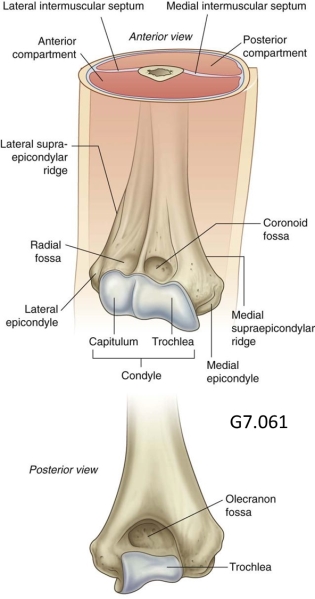 Lateral intermuscular septum
Medial intermuscular septum
Anterior view
Anterior
compartment
Posterior
compartment
Lateral supra-
epicondylar
ridge
Coronoid
fossa
Radial
fossa
Lateral
epicondyle
Medial
supraepicondylar
ridge
Capitulum
Trochlea
Medial
epicondyle
Condyle
G7.061
Posterior view
Olecranon
fossa
Trochlea